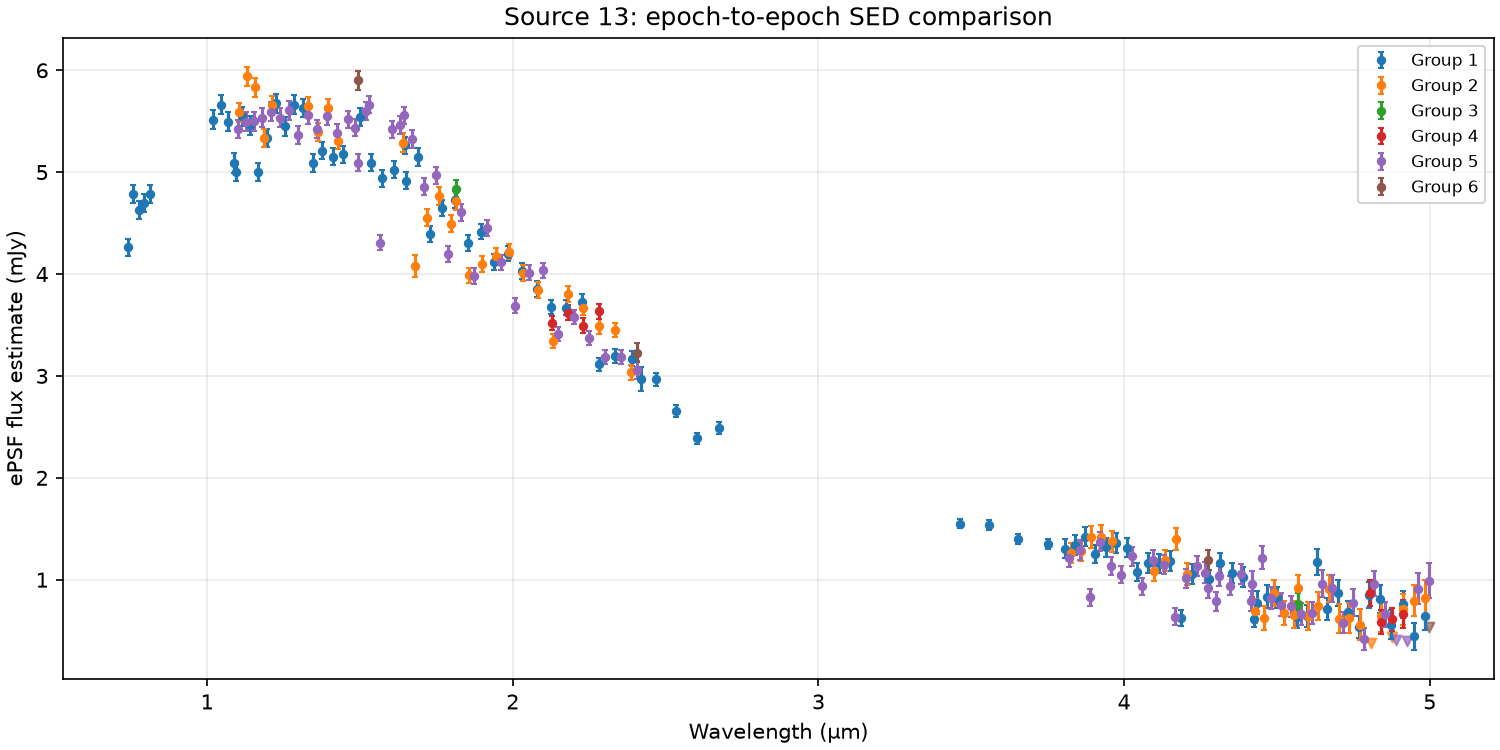 Source 13: epoch-to-epoch SED comparison
ePSF flux estimate (mJy)
6
5
4
3
2
1
Group 1
Group 2
Group 3
Group 4
Group 5
Group 6
1 2 3 4 5
Wavelength (μm)